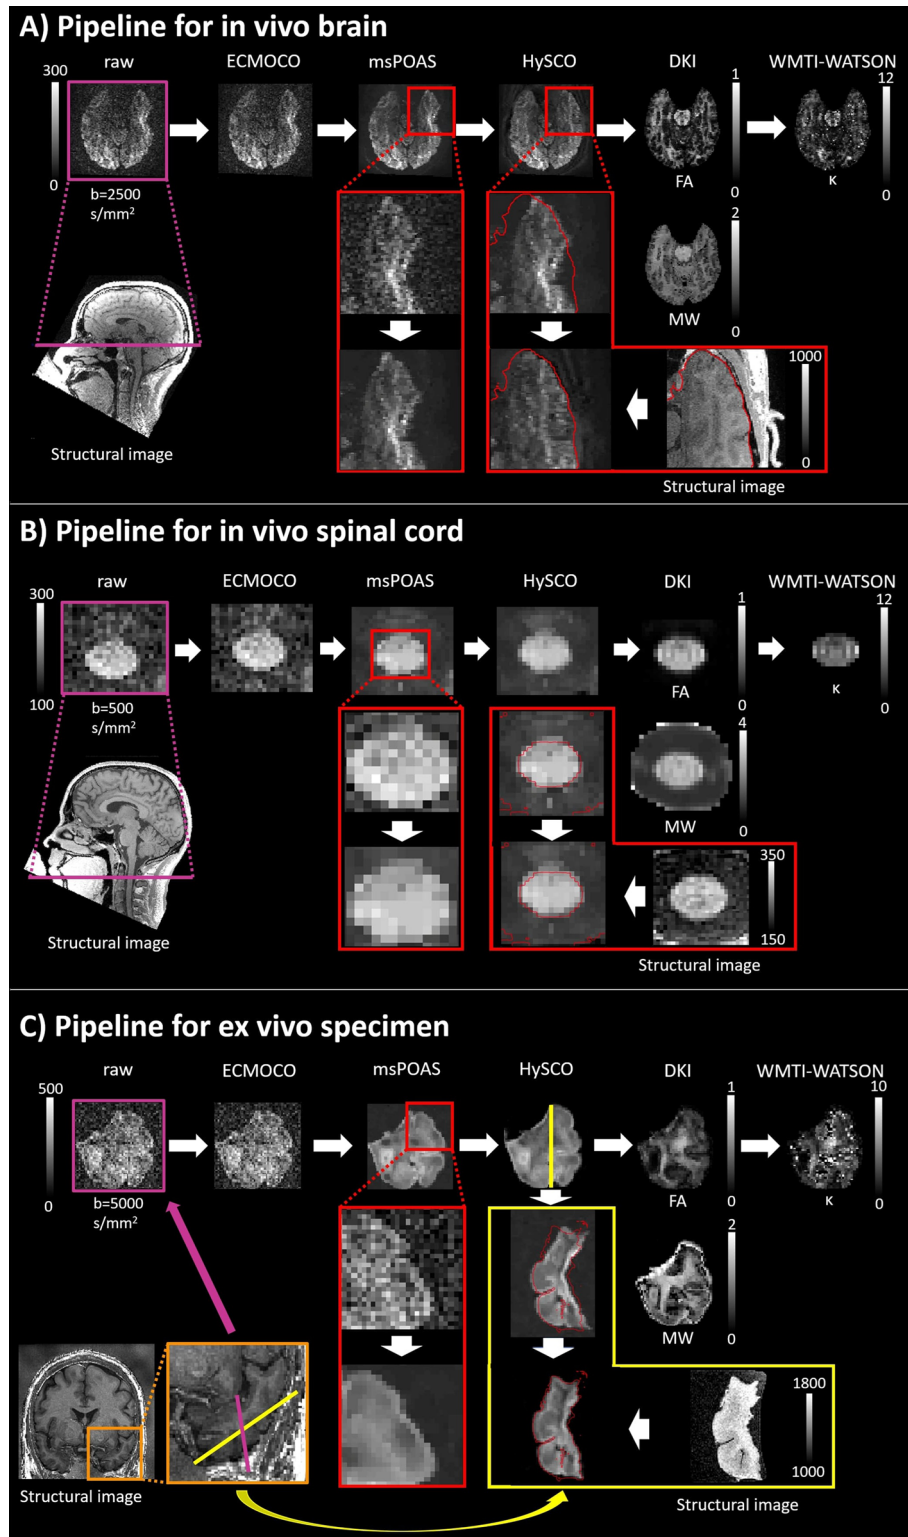 A) Pipeline for in vivo brain
raw ECMOCO msPOAS HySCO DKI WMTI-WATSON
300
0
b=2500
s/mm²
FA
1
0
κ
12
0
MW
2
0
Structural image
1000
0
Structural image
B) Pipeline for in vivo spinal cord
raw ECMOCO msPOAS HySCO DKI WMTI-WATSON
300
100
b=500
s/mm²
FA
1
0
κ
12
0
MW
4
0
Structural image
350
150
Structural image
C) Pipeline for ex vivo specimen
raw ECMOCO msPOAS HySCO DKI WMTI-WATSON
500
0
b=5000
s/mm²
FA
1
0
κ
10
0
MW
2
0
Structural image
1800
1000
Structural image